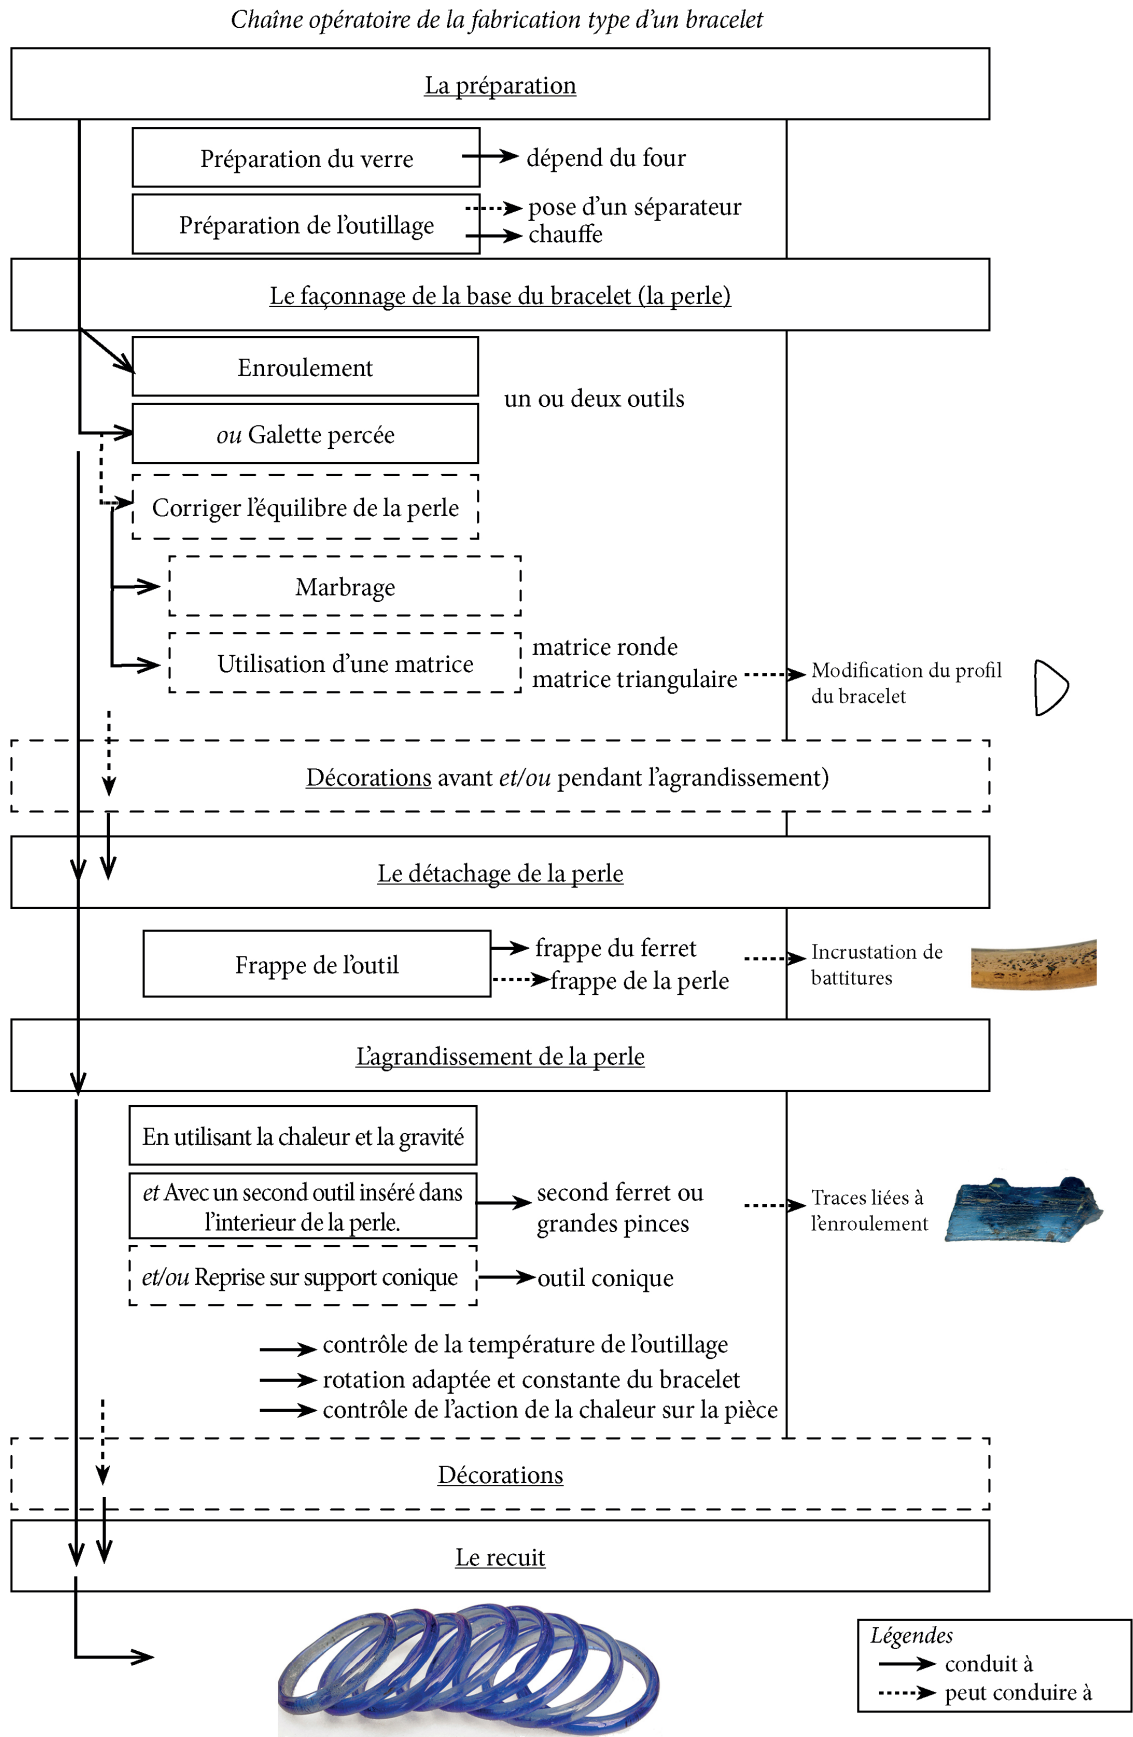 Chaîne opératoire de la fabrication type d'un bracelet
La préparation
Préparation du verre
dépend du four
Préparation de l'outillage
pose d'un séparateur
chauffe
Le façonnage de la base du bracelet (la perle)
Enroulement
un ou deux outils
ou Galette percée
Corriger l'équilibre de la perle
Marbrage
Utilisation d'une matrice
matrice ronde
matrice triangulaire
Modification du profil
du bracelet
Décorations avant et/ou pendant l'agrandissement)
Le détachage de la perle
Frappe de l'outil
frappe du ferret
frappe de la perle
Incrustation de
battitures
L'agrandissement de la perle
En utilisant la chaleur et la gravité
et Avec un second outil inséré dans
l'interieur de la perle.
second ferret ou
grandes pinces
Traces liées à
l'enroulement
et/ou Reprise sur support conique
outil conique
contrôle de la température de l'outillage
rotation adaptée et constante du bracelet
contrôle de l'action de la chaleur sur la pièce
Décorations
Le recuit
Légendes
conduit à
peut conduire à